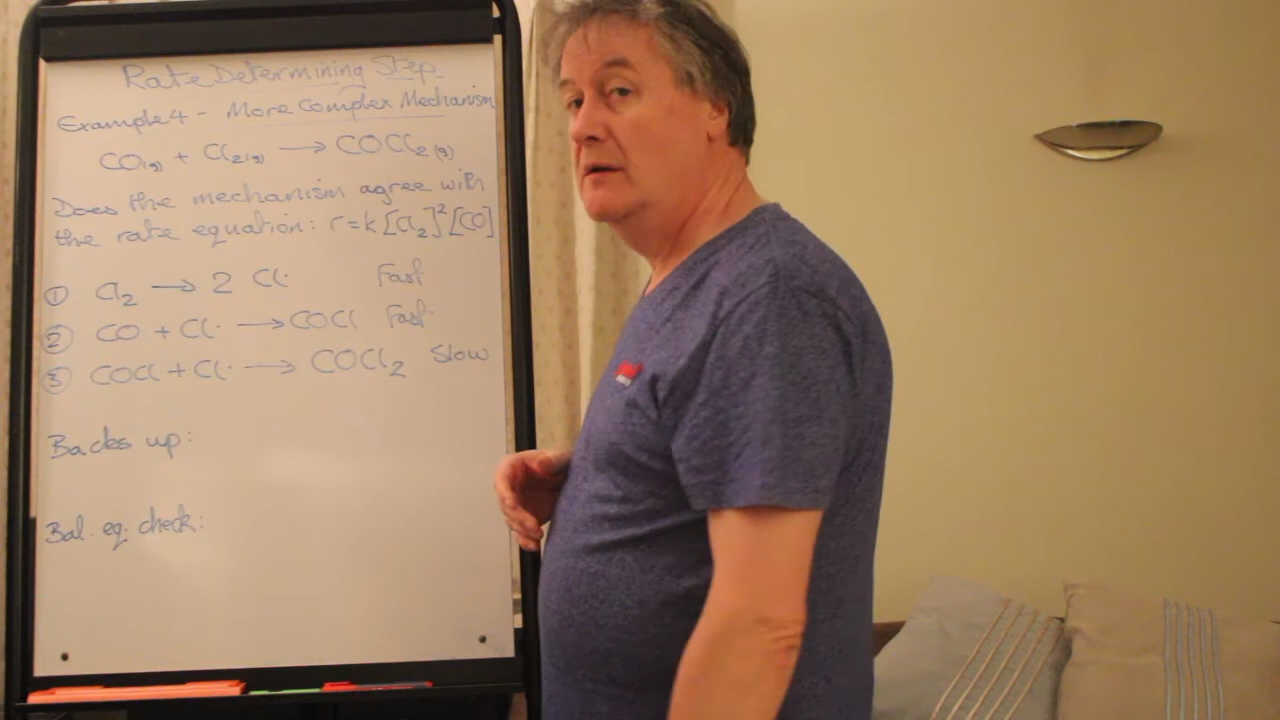 Rate Determining Step
Example 4 - More Complex Mechanism
CO(g) + Cl2(g) → COCl2(g)
Does the mechanism agree with
the rate equation: r=k[Cl2]²[CO]
① Cl2 → 2 Cl· Fast
② CO + Cl· → COCl Fast
③ COCl + Cl· → COCl2 Slow
Backs up:
Bal. eq. check: